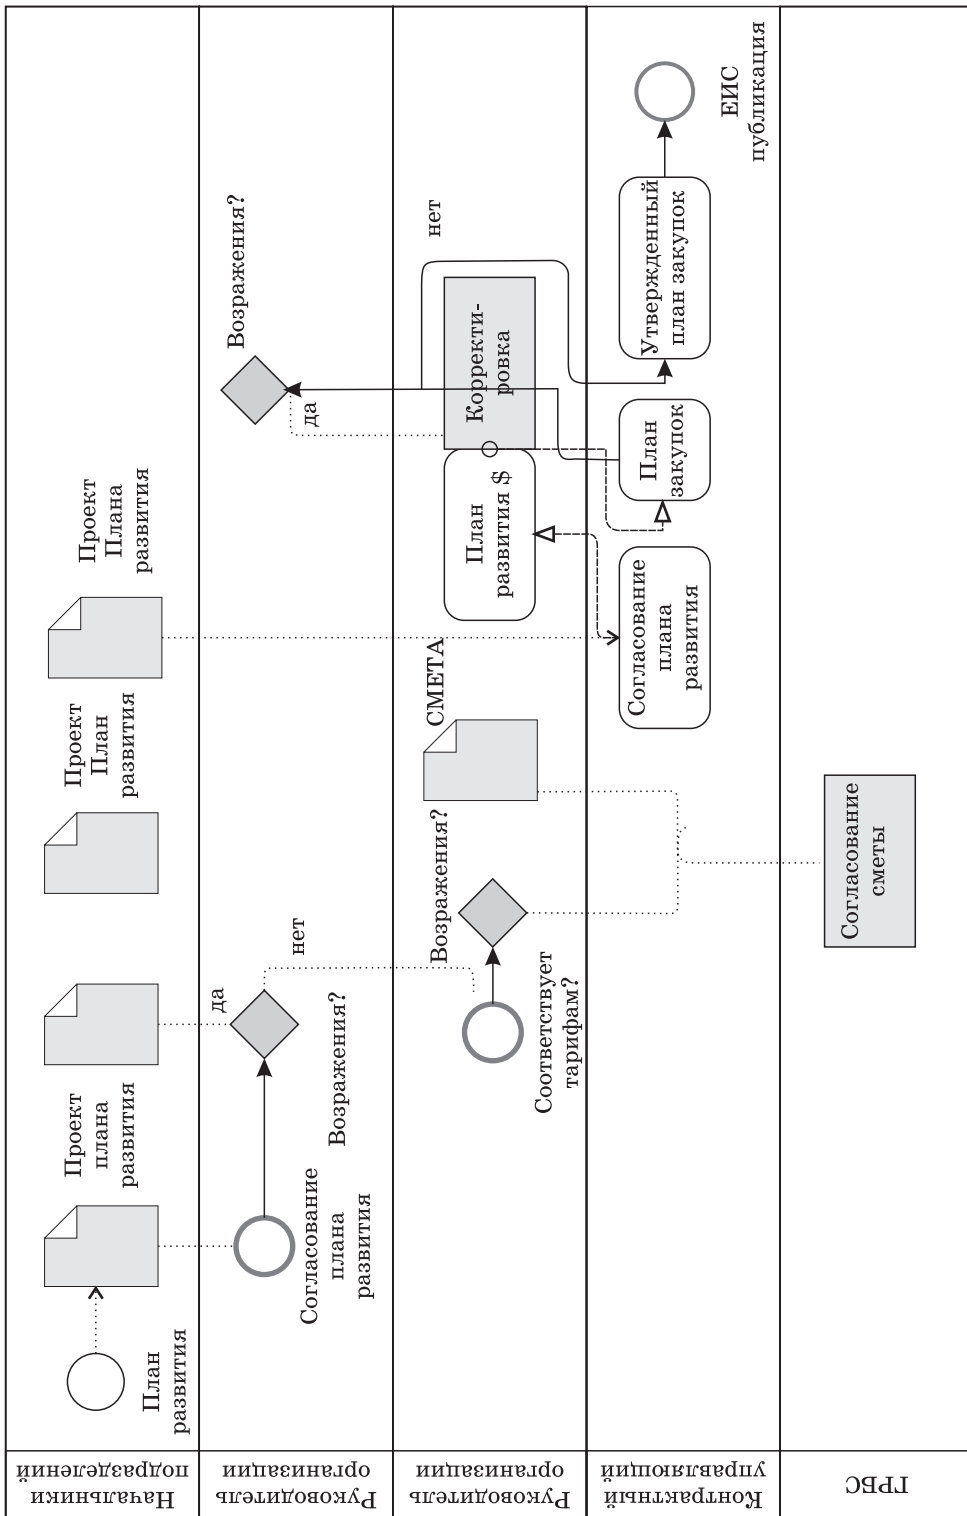 Начальники
подразделений
План
развития
Проект
плана
развития
Проект
План
развития
Проект
Плана
развития
Руководитель
организации
Согласование
плана
развития
Возражения?
да
нет
Возражения?
да
Руководитель
организации
Соответствует
тарифам?
Возражения?
СМЕТА
План
развития $
Корректи-
ровка
нет
Контрактный
управляющий
Согласование
плана
развития
План
закупок
Утвержденный
план закупок
ЕИС
публикация
ГРБС
Согласование
сметы